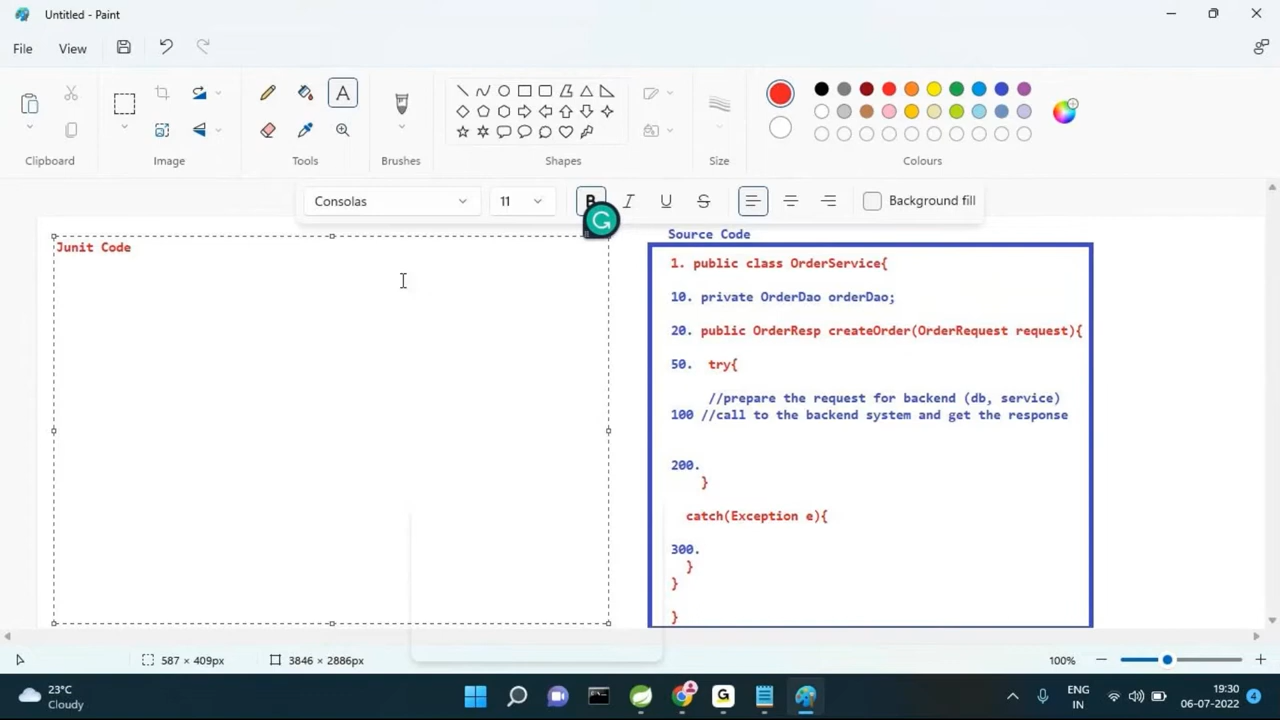 Untitled - Paint
File View
Clipboard Image Tools Brushes Shapes Size Colours
Consolas 11 B I U S Background fill
Junit Code
Source Code
1. public class OrderService{
10. private OrderDao orderDao;
20. public OrderResp createOrder(OrderRequest request){
50. try{
//prepare the request for backend (db, service)
100 //call to the backend system and get the response
200.
}
catch(Exception e){
300.
}
}
}
587 × 409px 3846 × 2886px 100%
23°C
Cloudy
ENG
IN
19:30
06-07-2022
4